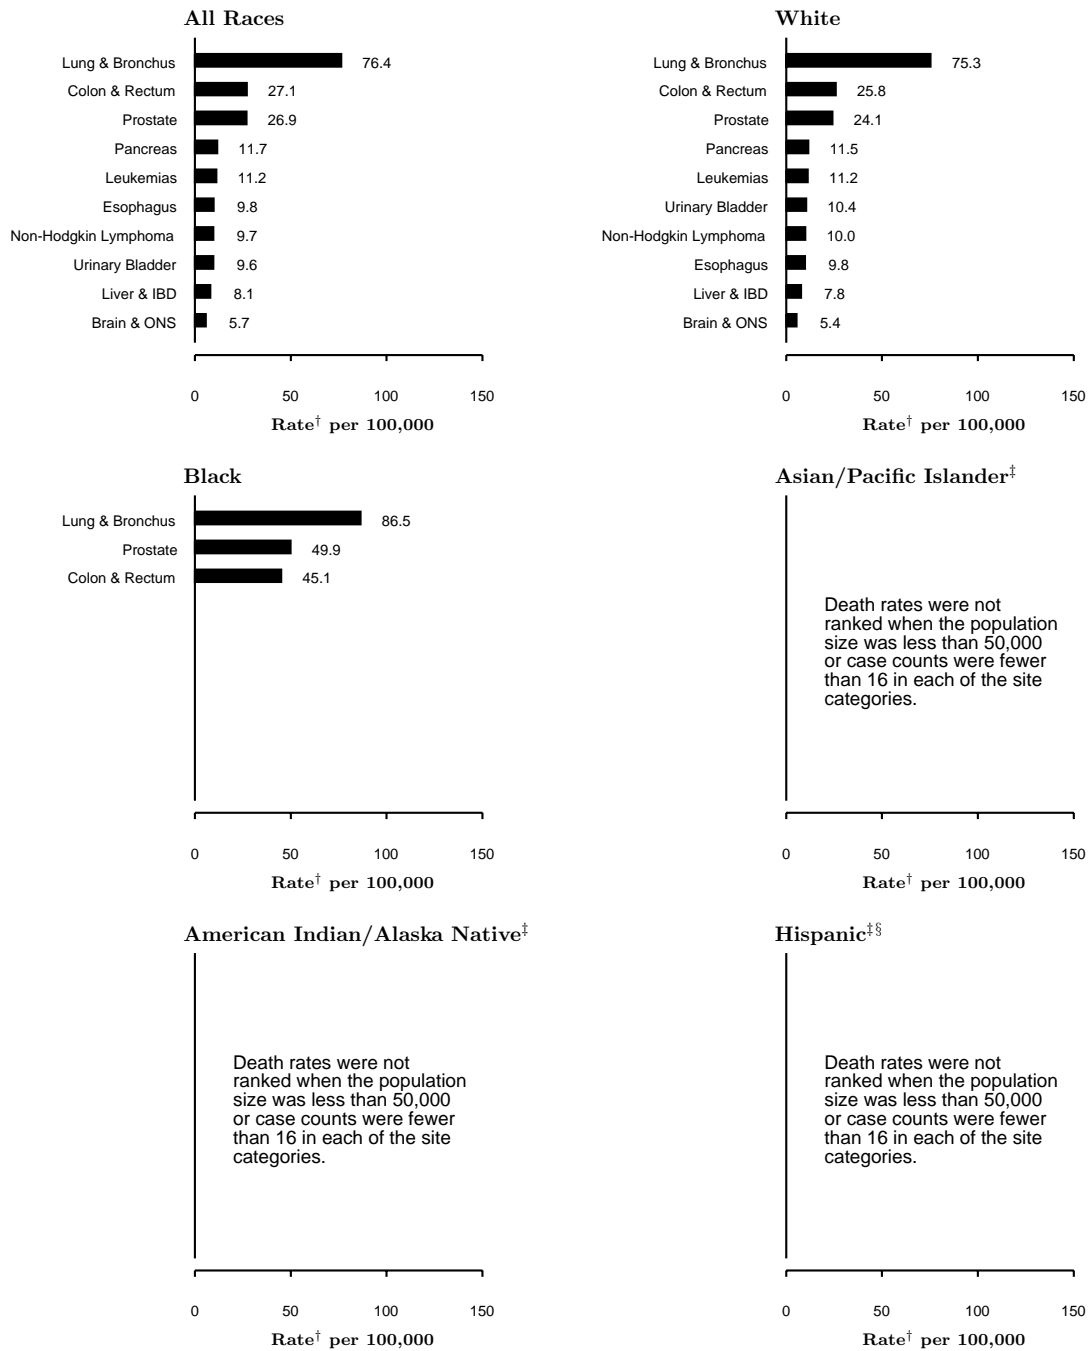 All Races
Lung & Bronchus 76.4
Colon & Rectum 27.1
Prostate 26.9
Pancreas 11.7
Leukemias 11.2
Esophagus 9.8
Non-Hodgkin Lymphoma 9.7
Urinary Bladder 9.6
Liver & IBD 8.1
Brain & ONS 5.7
0 50 100 150
Rate† per 100,000
White
Lung & Bronchus 75.3
Colon & Rectum 25.8
Prostate 24.1
Pancreas 11.5
Leukemias 11.2
Urinary Bladder 10.4
Non-Hodgkin Lymphoma 10.0
Esophagus 9.8
Liver & IBD 7.8
Brain & ONS 5.4
0 50 100 150
Rate† per 100,000
Black
Lung & Bronchus 86.5
Prostate 49.9
Colon & Rectum 45.1
0 50 100 150
Rate† per 100,000
Asian/Pacific Islander‡
Death rates were not
ranked when the population
size was less than 50,000
or case counts were fewer
than 16 in each of the site
categories.
0 50 100 150
Rate† per 100,000
American Indian/Alaska Native‡
Death rates were not
ranked when the population
size was less than 50,000
or case counts were fewer
than 16 in each of the site
categories.
0 50 100 150
Rate† per 100,000
Hispanic‡§
Death rates were not
ranked when the population
size was less than 50,000
or case counts were fewer
than 16 in each of the site
categories.
0 50 100 150
Rate† per 100,000